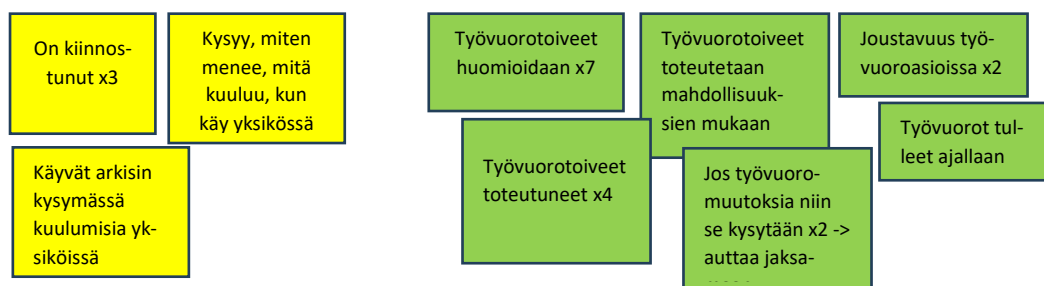 On kiinnos-
tunut x3
Kysyy, miten
menee, mitä
kuuluu, kun
käy yksikössä
Käyvät arkisin
kysymässä
kuulumisia yk-
siköissä
Työvuorotoiveet
huomioidaan x7
Työvuorotoiveet
toteutetaan
mahdollisuuk-
sien mukaan
Joustavuus työ-
vuoroasioissa x2
Työvuorot tul-
leet ajallaan
Työvuorotoiveet
toteutuneet x4
Jos työvuoro-
muutoksia niin
se kysytään x2 ->
auttaa jaksa-